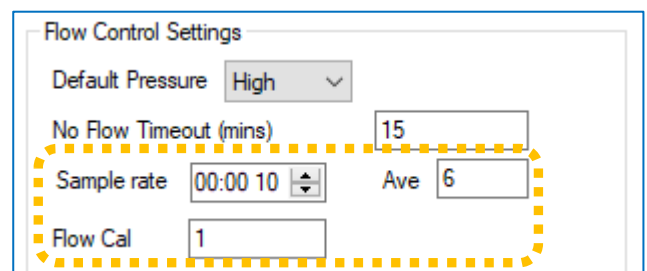 Flow Control Settings
Default Pressure High
No Flow Timeout (mins) 15
Sample rate 00:00 10 Ave 6
Flow Cal 1